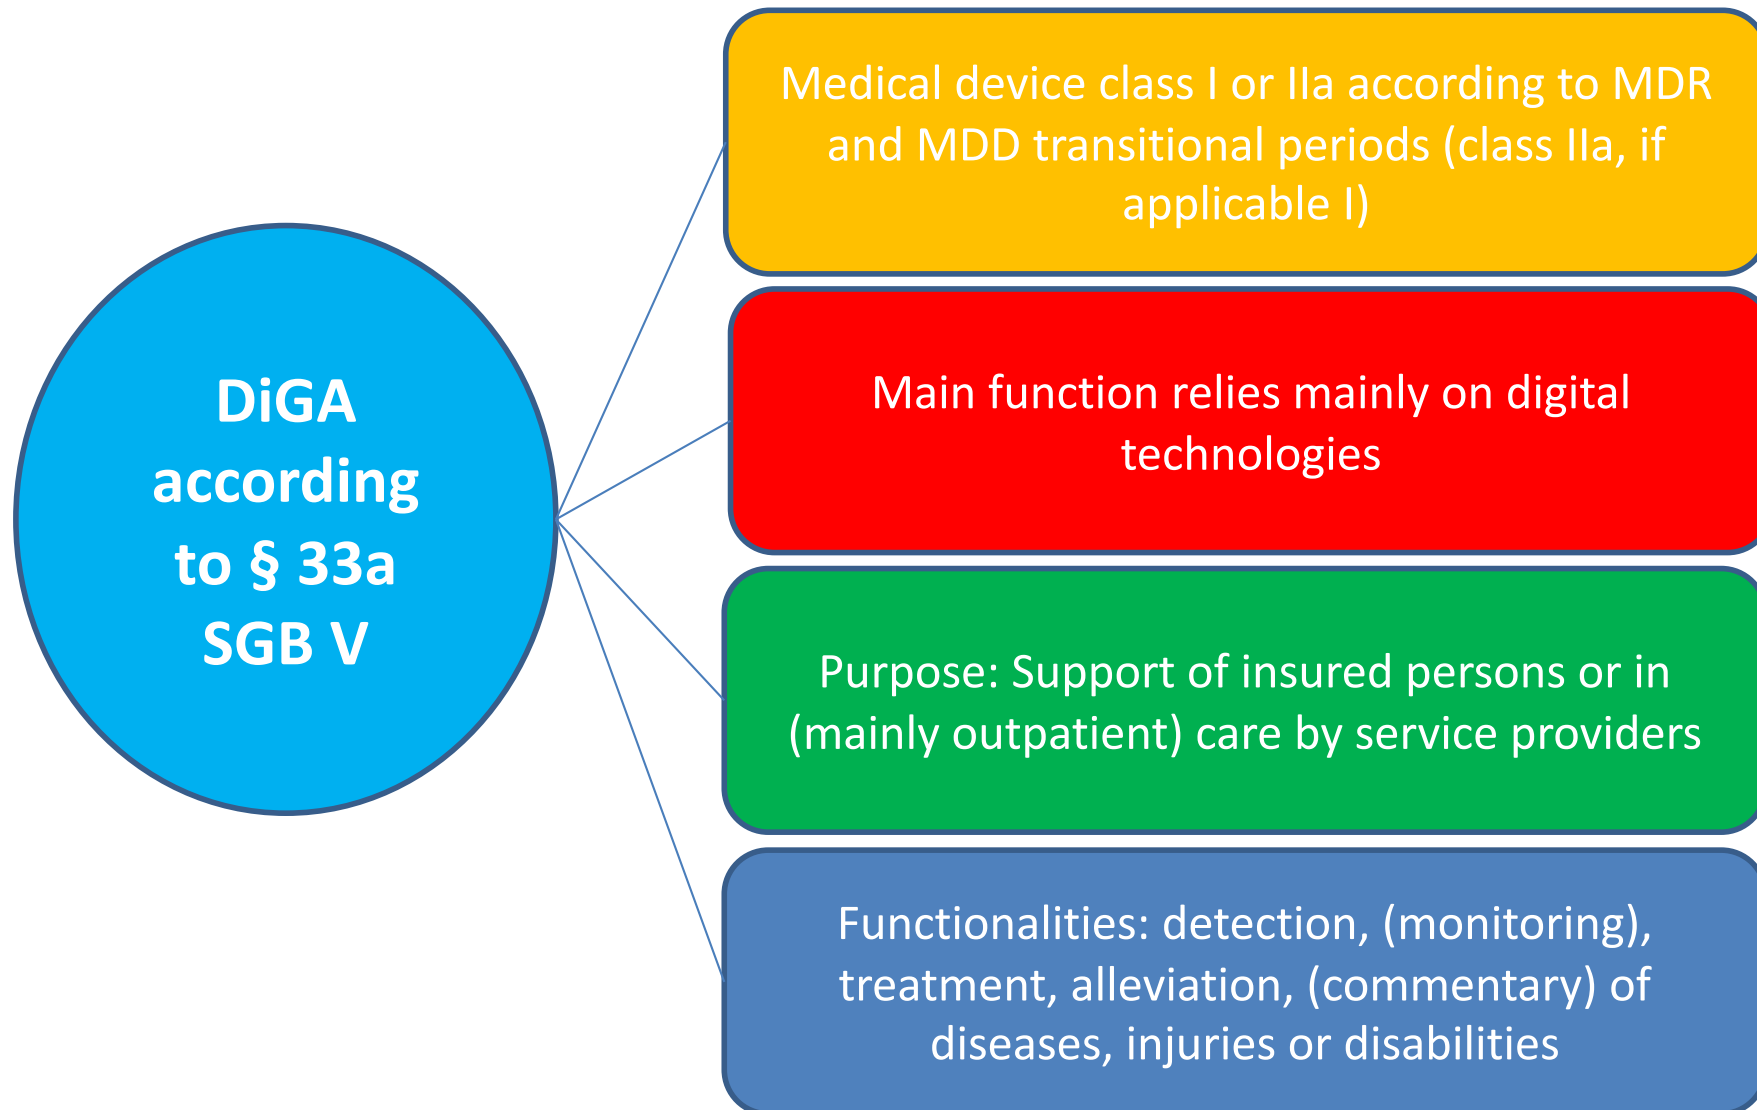 DiGA
according
to § 33a
SGB V
Medical device class I or IIa according to MDR
and MDD transitional periods (class IIa, if
applicable I)
Main function relies mainly on digital
technologies
Purpose: Support of insured persons or in
(mainly outpatient) care by service providers
Functionalities: detection, (monitoring),
treatment, alleviation, (commentary) of
diseases, injuries or disabilities